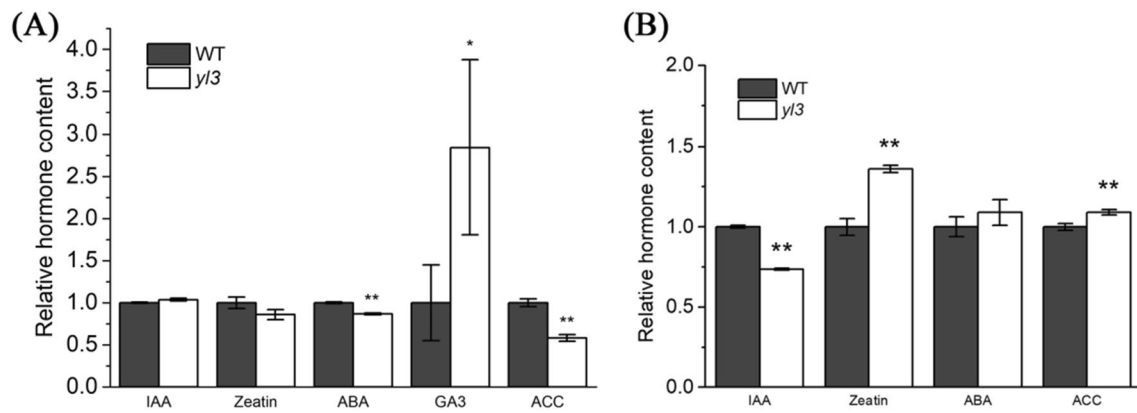 (A)
Relative hormone content
4.0
3.5
3.0
2.5
2.0
1.5
1.0
0.5
0.0
WT
yl3
*
**
**
IAA Zeatin ABA GA3 ACC
(B)
Relative hormone content
2.0
1.5
1.0
0.5
0.0
WT
yl3
**
**
**
IAA Zeatin ABA ACC